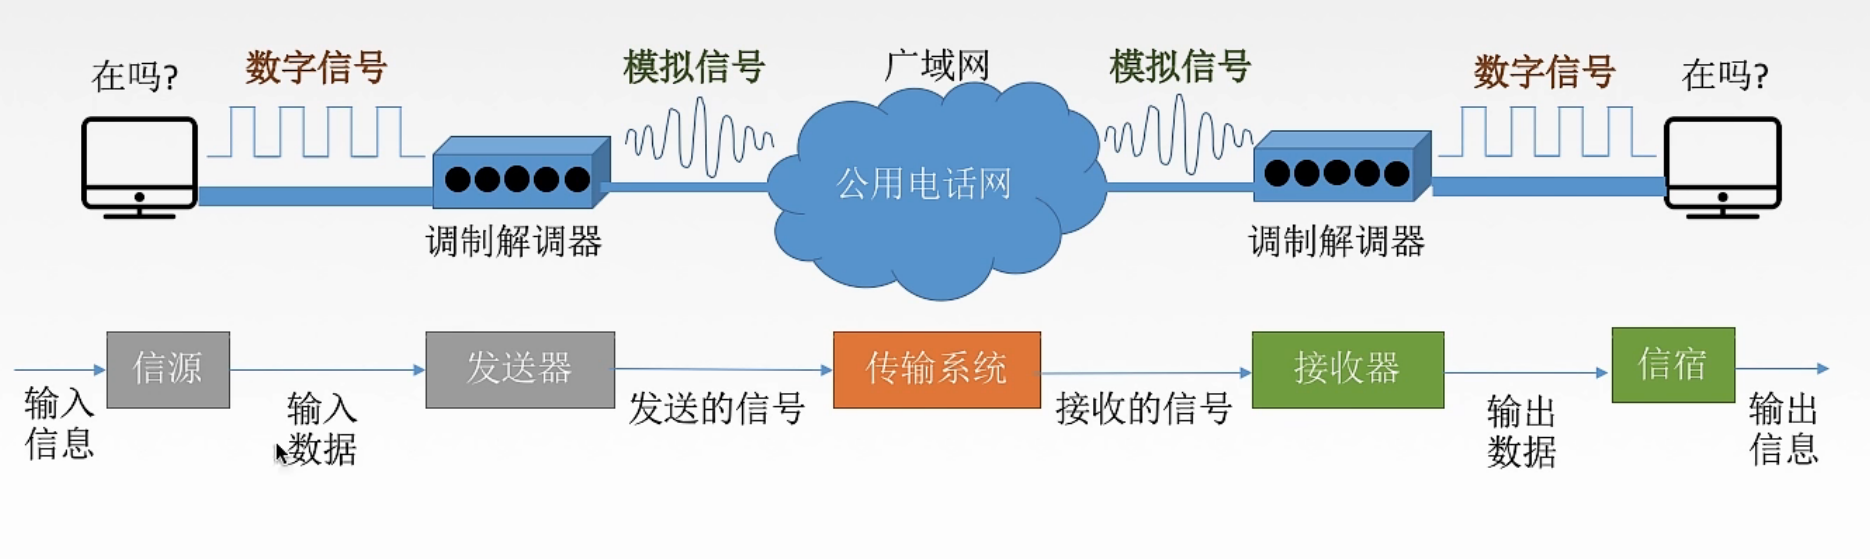 在吗?
数字信号
模拟信号
广域网
模拟信号
数字信号
在吗?
公用电话网
调制解调器
调制解调器
信源
发送器
传输系统
接收器
信宿
输入
信息
输入
数据
发送的信号
接收的信号
输出
数据
输出
信息